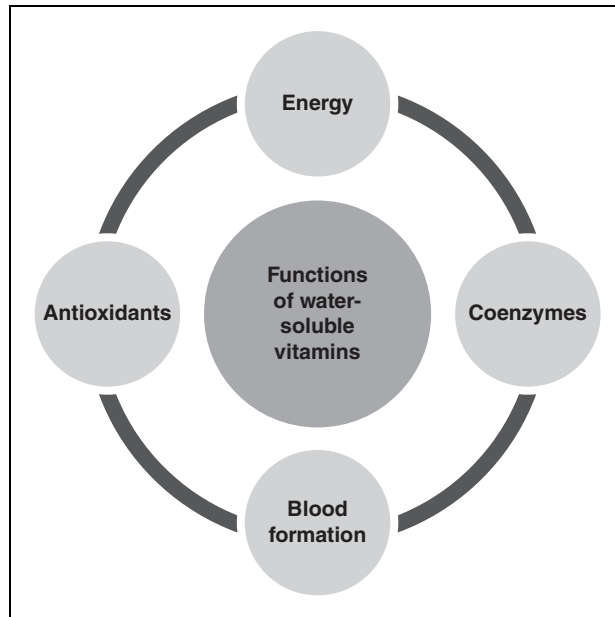 Energy
Antioxidants
Functions
of water-
soluble
vitamins
Coenzymes
Blood
formation